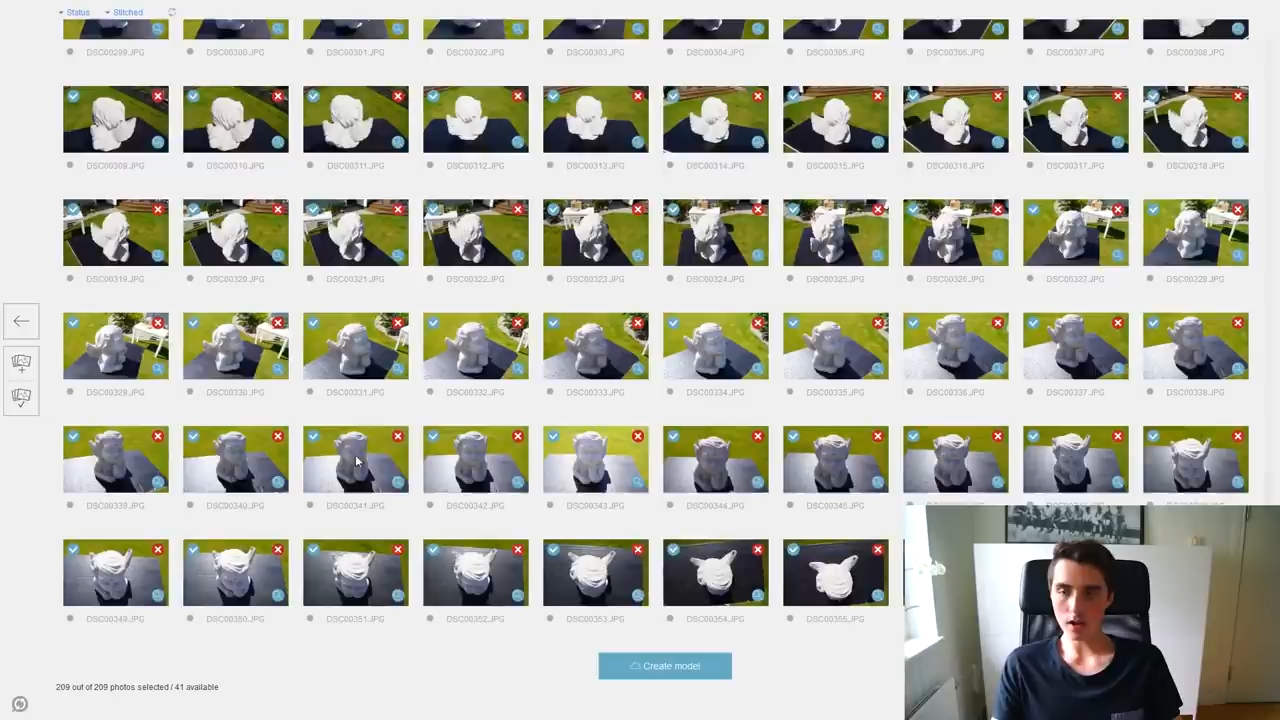 Status Stitched
DSC00299.JPG DSC00300.JPG DSC00301.JPG DSC00302.JPG DSC00303.JPG DSC00304.JPG DSC00305.JPG DSC00306.JPG DSC00307.JPG DSC00308.JPG
DSC00309.JPG DSC00310.JPG DSC00311.JPG DSC00312.JPG DSC00313.JPG DSC00314.JPG DSC00315.JPG DSC00316.JPG DSC00317.JPG DSC00318.JPG
DSC00319.JPG DSC00320.JPG DSC00321.JPG DSC00322.JPG DSC00323.JPG DSC00324.JPG DSC00325.JPG DSC00326.JPG DSC00327.JPG DSC00328.JPG
DSC00329.JPG DSC00330.JPG DSC00331.JPG DSC00332.JPG DSC00333.JPG DSC00334.JPG DSC00335.JPG DSC00336.JPG DSC00337.JPG DSC00338.JPG
DSC00339.JPG DSC00340.JPG DSC00341.JPG DSC00342.JPG DSC00343.JPG DSC00344.JPG DSC00345.JPG
DSC00349.JPG DSC00350.JPG DSC00351.JPG DSC00352.JPG DSC00353.JPG DSC00354.JPG DSC00355.JPG
Create model
209 out of 209 photos selected / 41 available